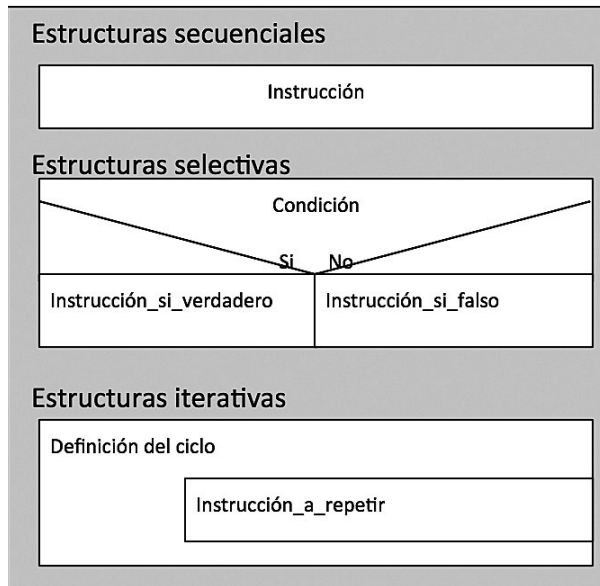 Estructuras secuenciales
Instrucción
Estructuras selectivas
Condición
Si No
Instrucción_si_verdadero Instrucción_si_falso
Estructuras iterativas
Definición del ciclo
Instrucción_a_repetir